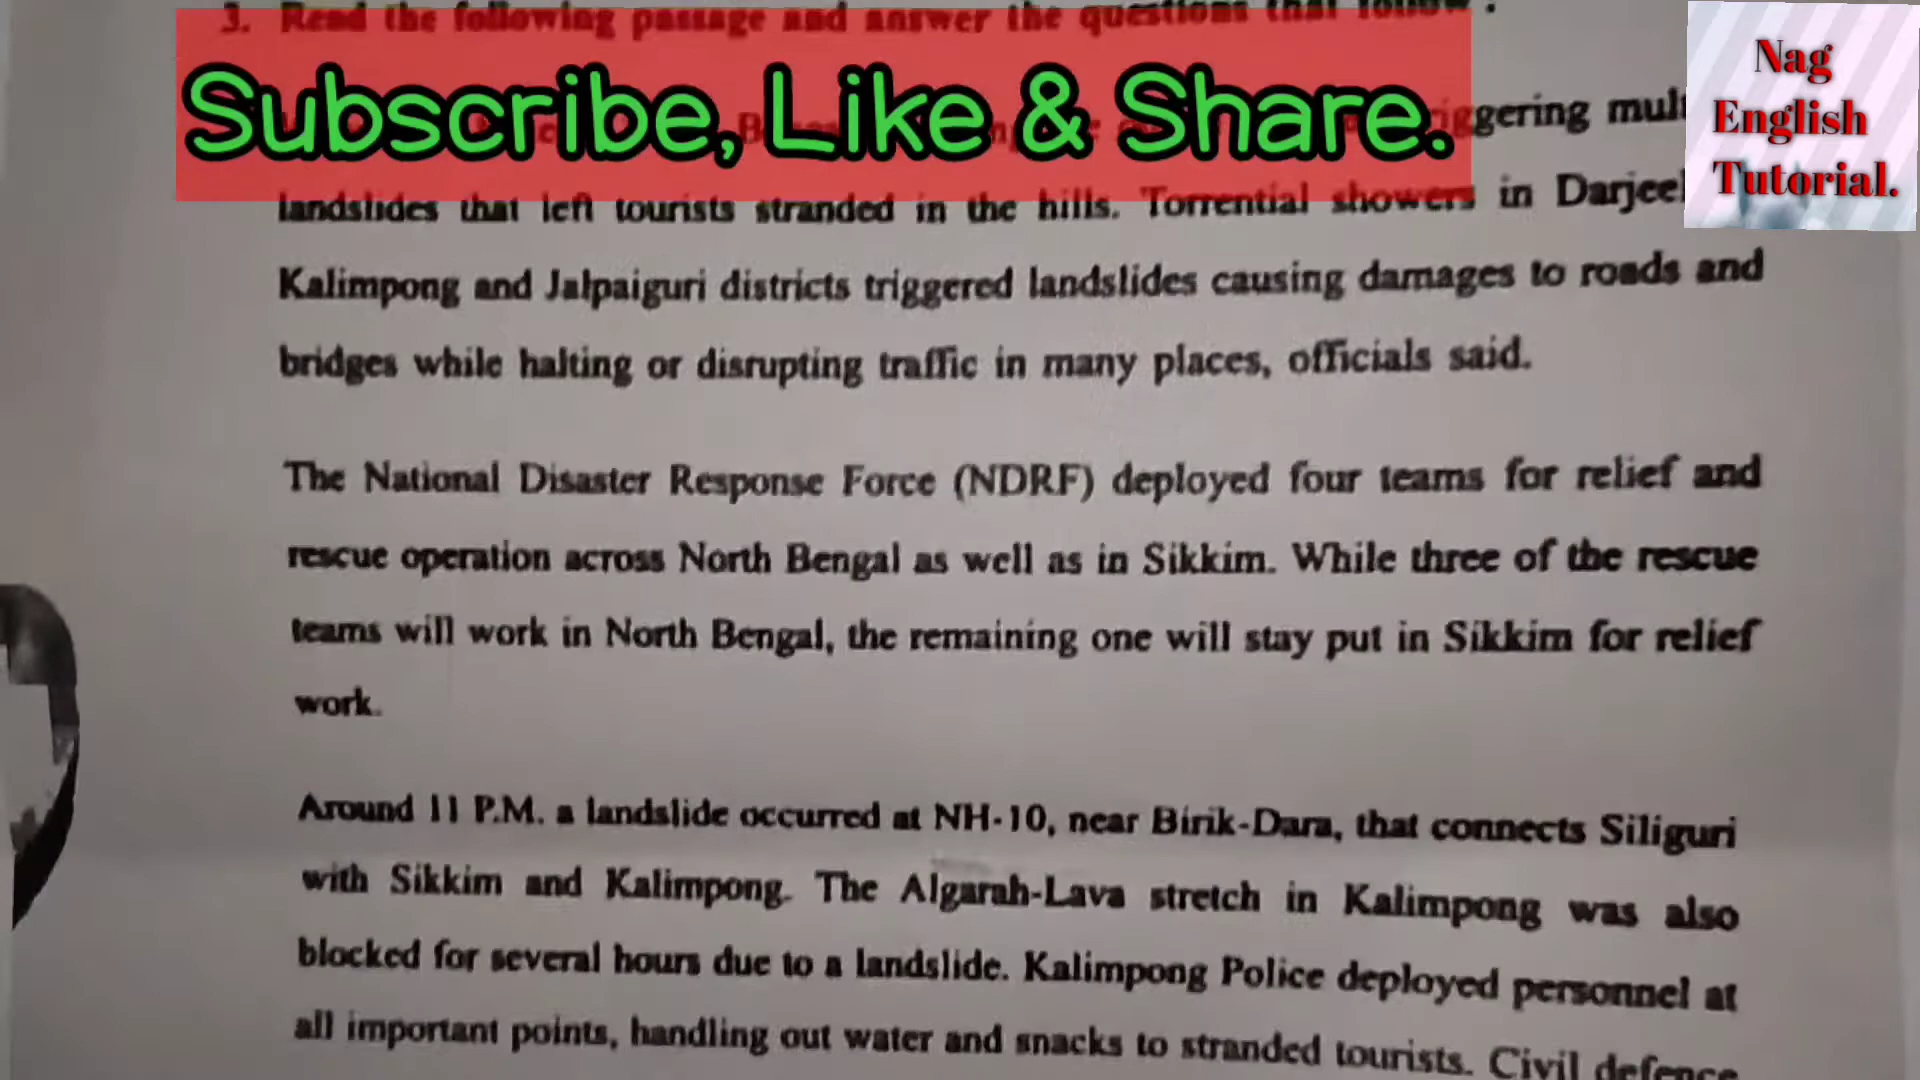 3. Read the following passage and answer the questions that follow.
Subscribe, Like & Share.
Nag
English
Tutorial.
landslides that left tourists stranded in the hills. Torrential showers in
Kalimpong and Jalpaiguri districts triggered landslides causing damages to roads and
bridges while halting or disrupting traffic in many places, officials said.
The National Disaster Response Force (NDRF) deployed four teams for relief and
rescue operation across North Bengal as well as in Sikkim. While three of the rescue
teams will work in North Bengal, the remaining one will stay put in Sikkim for relief
work.
Around 11 P.M. a landslide occurred at NH-10, near Birik-Dara, that connects Siliguri
with Sikkim and Kalimpong. The Algarah-Lava stretch in Kalimpong was also
blocked for several hours due to a landslide. Kalimpong Police deployed personnel at
all important points, handling out water and snacks to stranded tourists. Civil defence